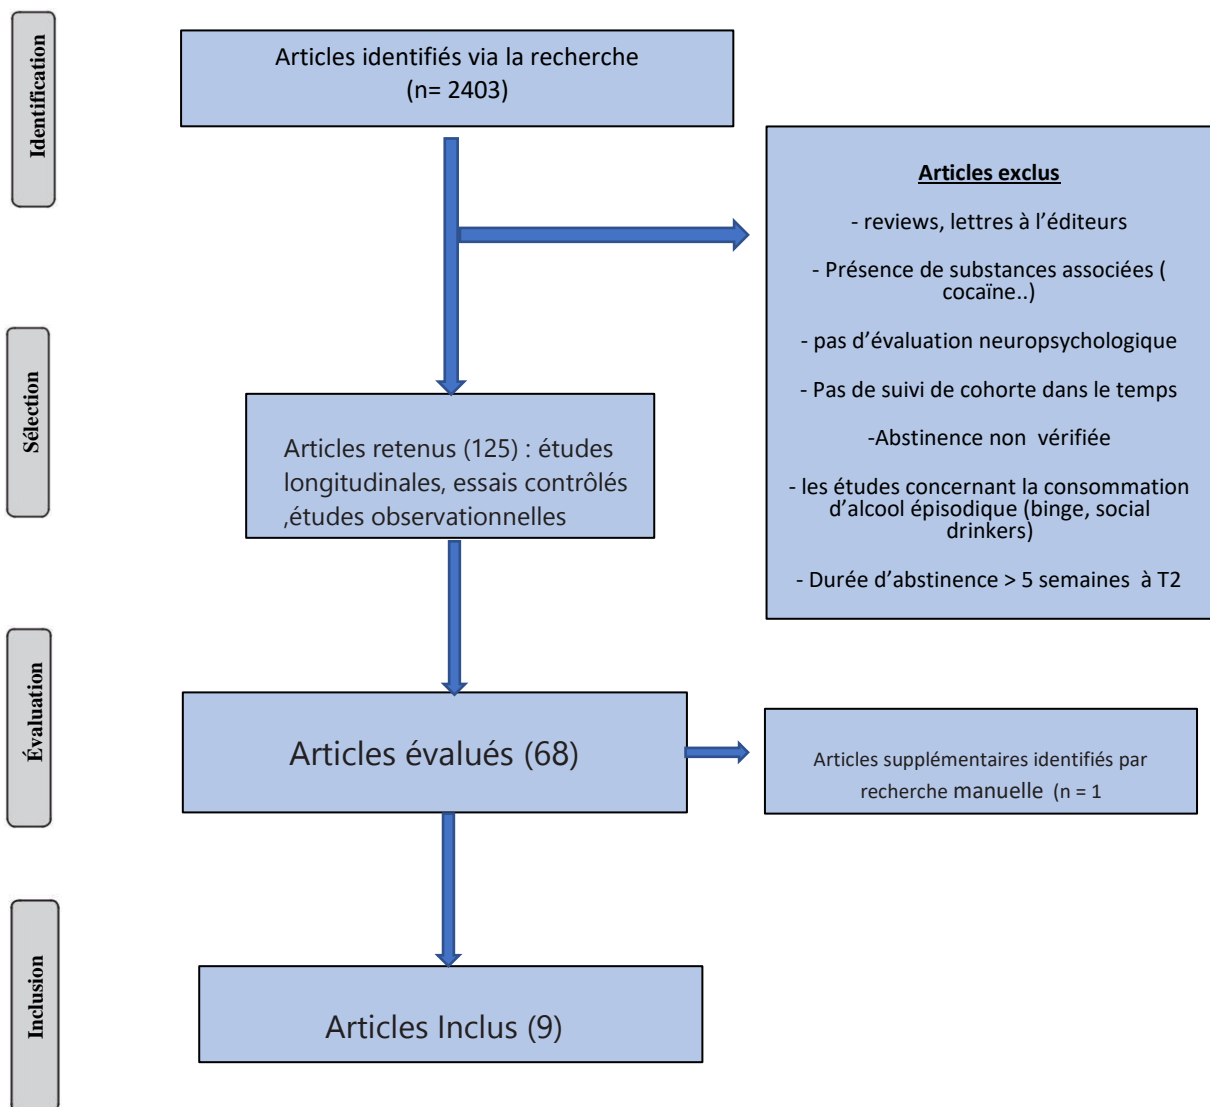 Identification
Articles identifiés via la recherche
(n= 2403)
Articles exclus
- reviews, lettres à l'éditeurs
- Présence de substances associées (
cocaïne..)
- pas d'évaluation neuropsychologique
- Pas de suivi de cohorte dans le temps
-Abstinence non vérifiée
- les études concernant la consommation
d'alcool épisodique (binge, social
drinkers)
- Durée d'abstinence > 5 semaines à T2
Sélection
Articles retenus (125) : études
longitudinales, essais contrôlés
,études observationnelles
Évaluation
Articles évalués (68)
Articles supplémentaires identifiés par
recherche manuelle (n = 1
Inclusion
Articles Inclus (9)